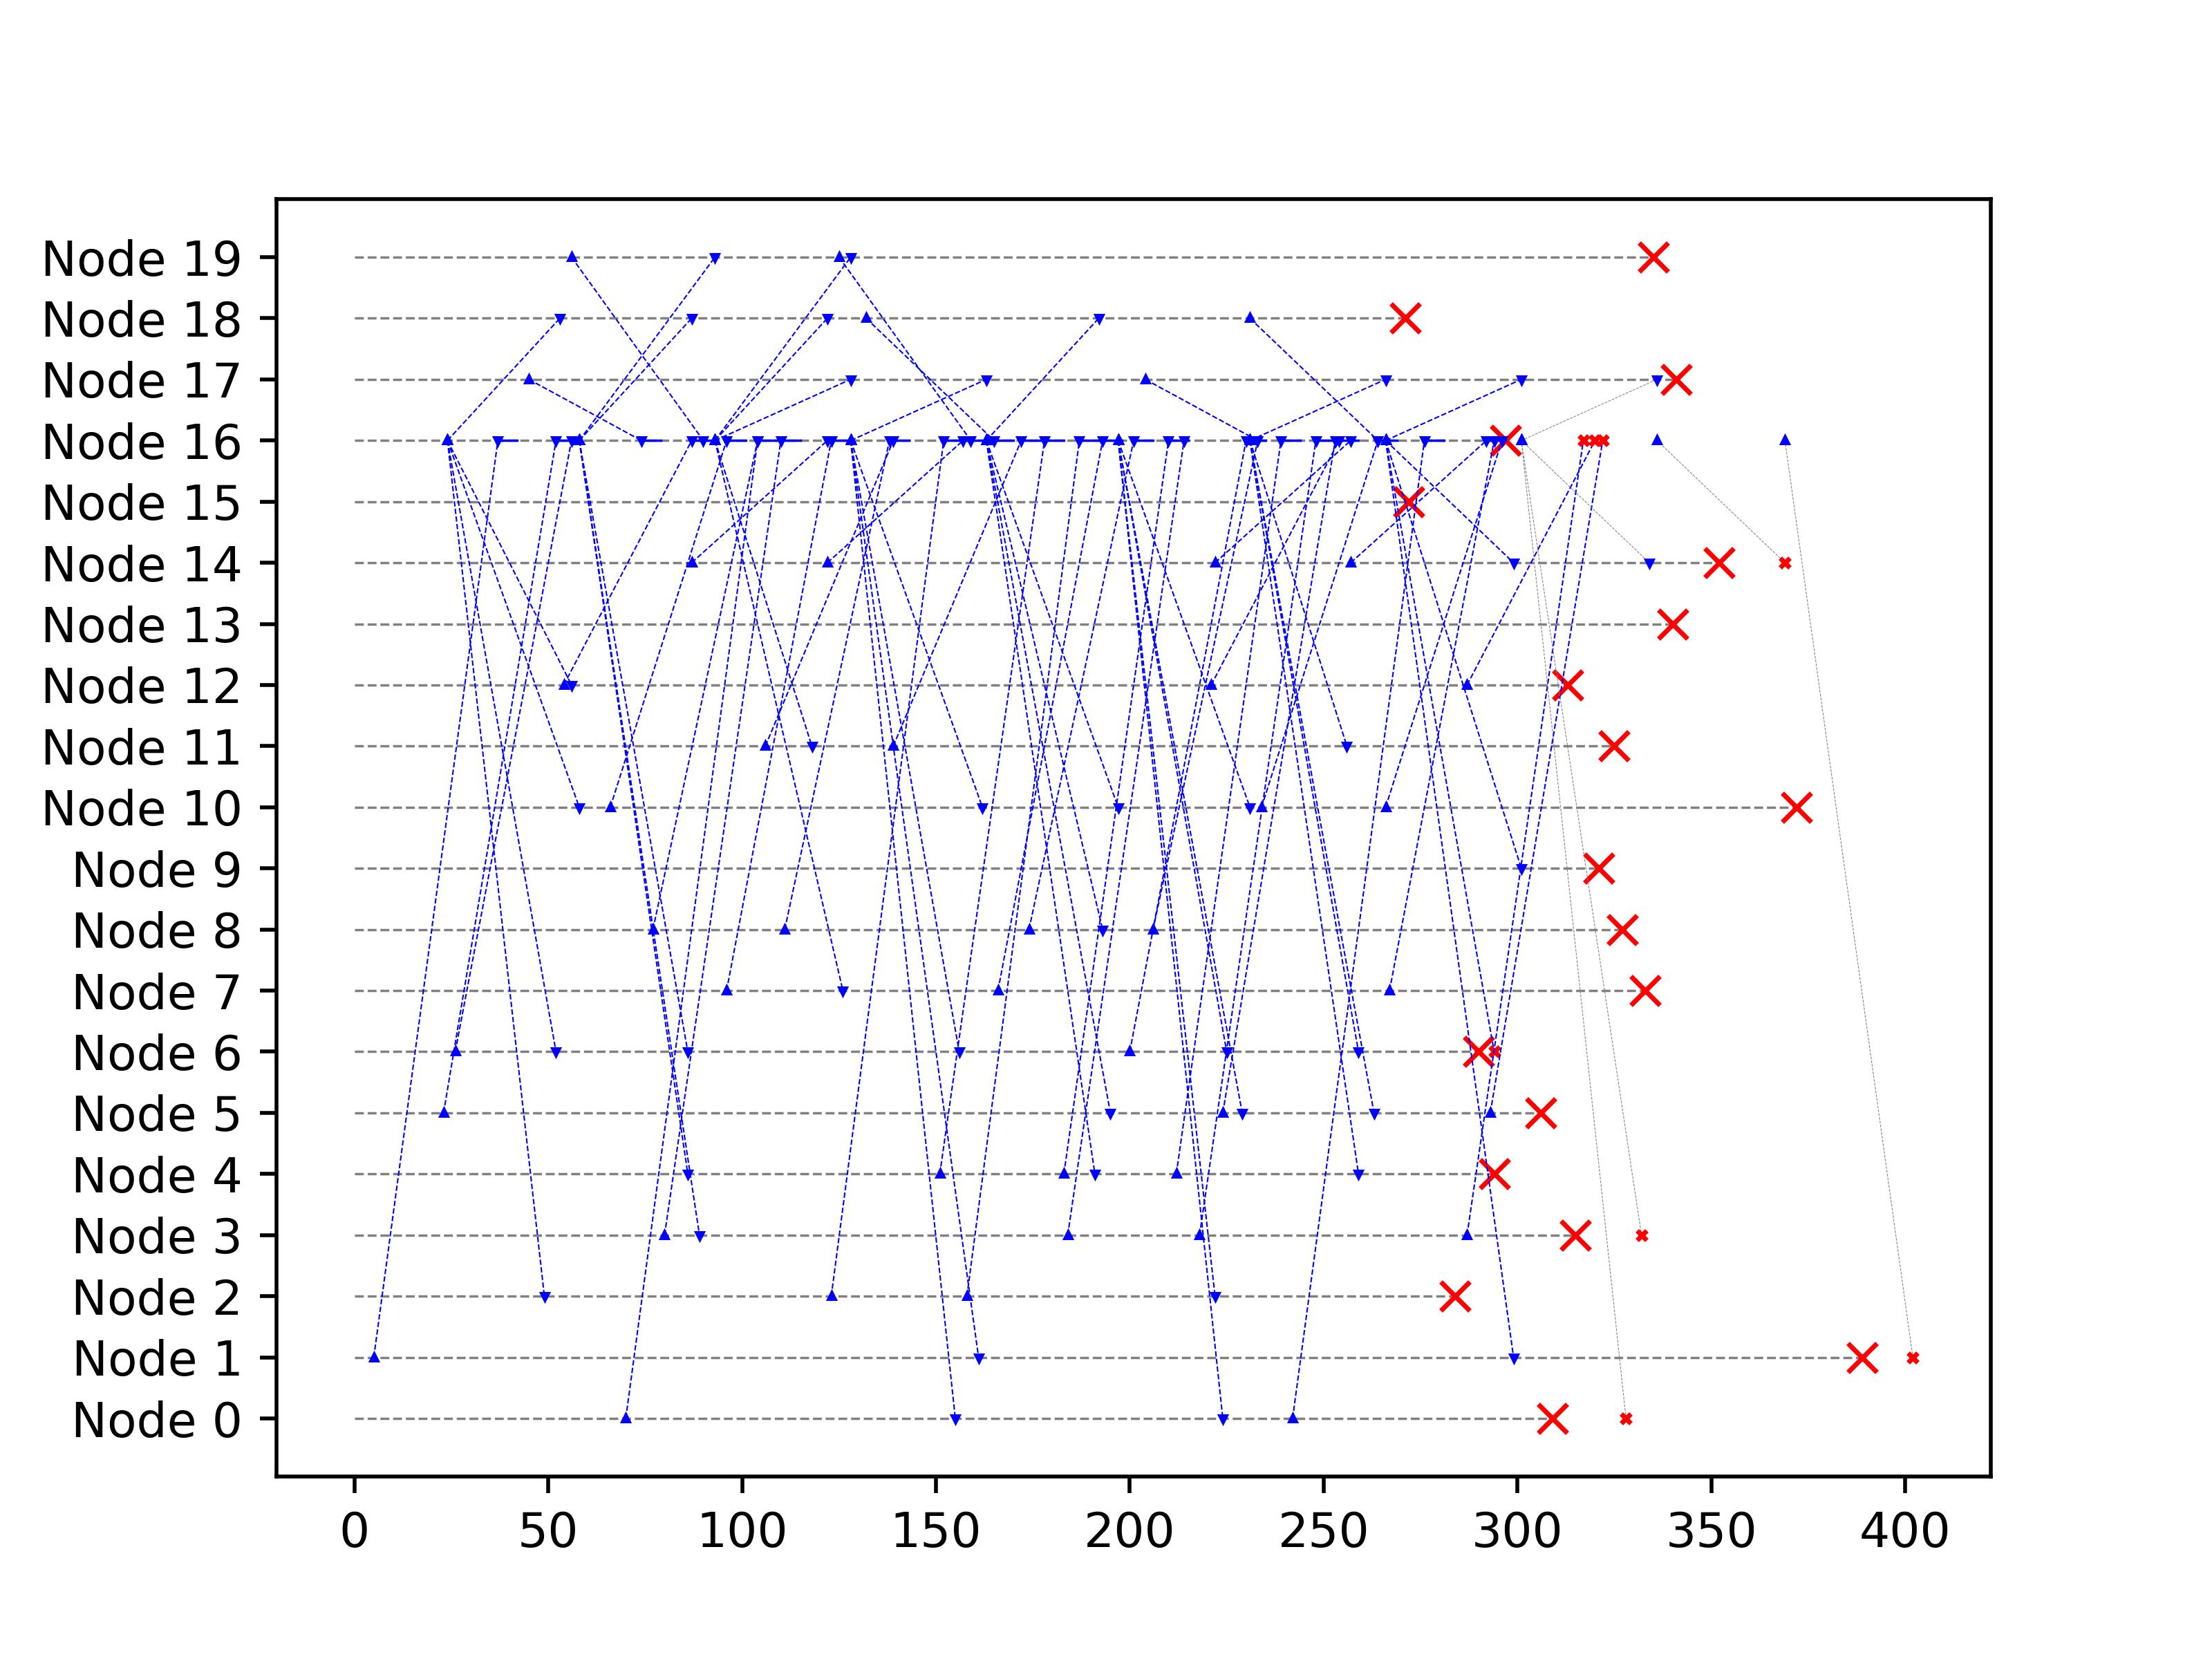 Node 19
Node 18
Node 17
Node 16
Node 15
Node 14
Node 13
Node 12
Node 11
Node 10
Node 9
Node 8
Node 7
Node 6
Node 5
Node 4
Node 3
Node 2
Node 1
Node 0
0 50 100 150 200 250 300 350 400